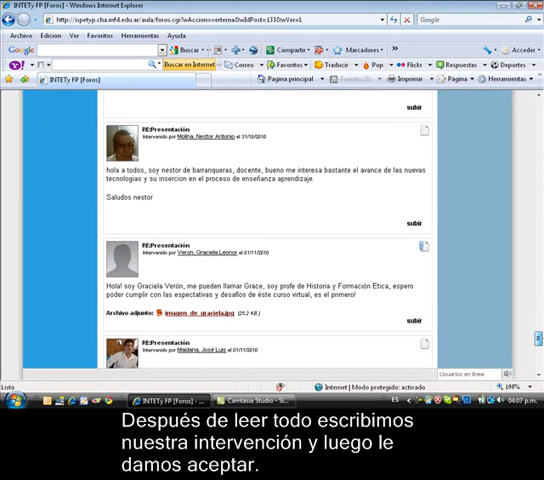 INTETy FP [Foros] - Windows Internet Explorer
Google
Archivo Edición Ver Favoritos Herramientas Ayuda
Google Buscar Compartir Marcadores Acceder
Y! Buscar en Internet Correo Favoritos Traducir Pop Flickr Respuestas Deportes
INTETy FP [Foros] Página principal Fuentes Imprimir Página Herramientas
subir
RE:Presentación
Intervenido por Molina, Nestor Antonio el 31/10/2010
hola a todos, soy nestor de barranqueras, docente, bueno me interesa bastante el avance de las nuevas
tecnologias y su insercion en el proceso de enseñanza aprendizaje.
Saludos nestor
subir
RE:Presentación
Intervenido por Veron, Graciela Leonor el 01/11/2010
Hola! soy Graciela Verón, me pueden llamar Grace, soy profe de Historia y Formación Etica, espero
poder cumplir con las espectativas y desafíos de éste curso virtual, es el primero!
Archivo adjunto: imagen_de_graciela.jpg (25.2 KB.)
subir
RE:Presentación
Intervenido por Maidana, José Luis el 01/11/2010
Usuarios en línea
Listo Internet | Modo protegido: activado 100%
INTETy FP [Foros] - ... Camtasia Studio - Si... ES 04:07 p.m.
Después de leer todo escribimos
nuestra intervención y luego le
damos aceptar.